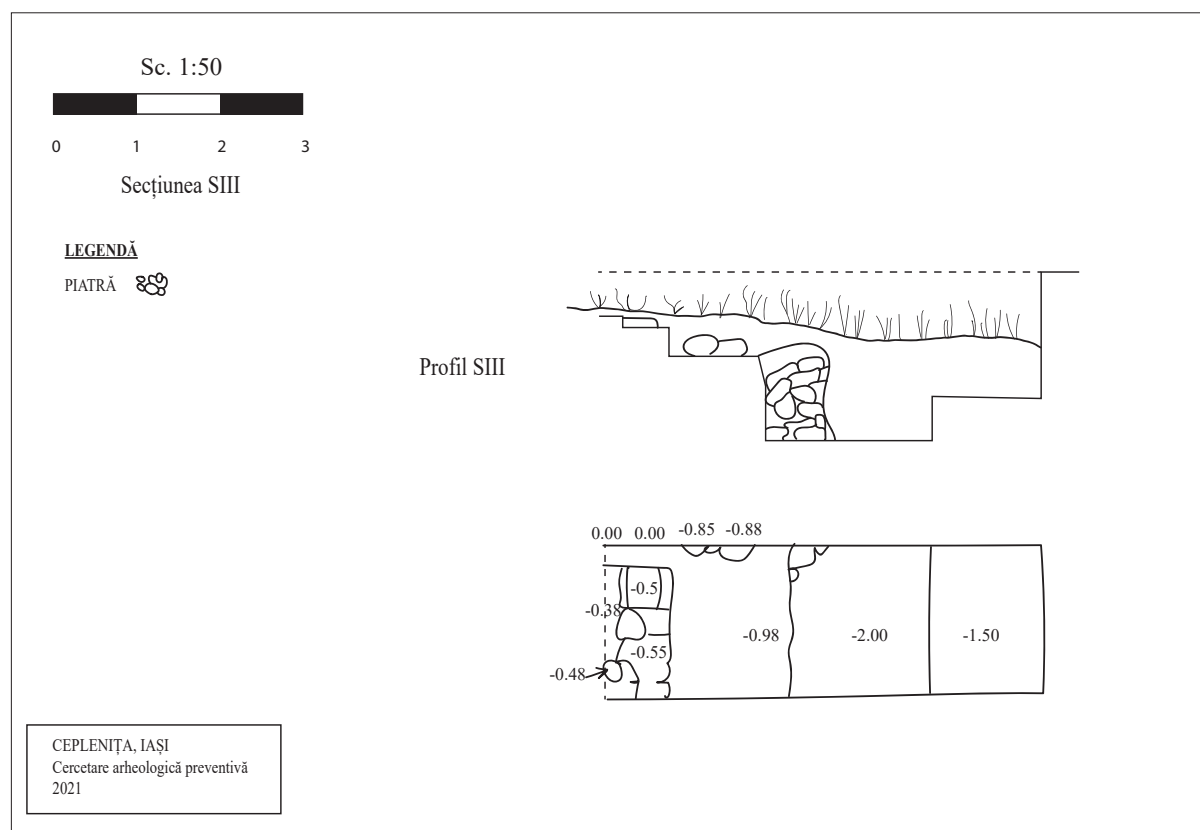 Sc. 1:50
0 1 2 3
Secțiunea SIII
LEGENDĂ
PIATRĂ
Profil SIII
0.00 0.00 -0.85 -0.88
-0.5
-0.38
-0.98 -2.00 -1.50
-0.55
-0.48
CEPLENIȚA, IAȘI
Cercetare arheologică preventivă
2021